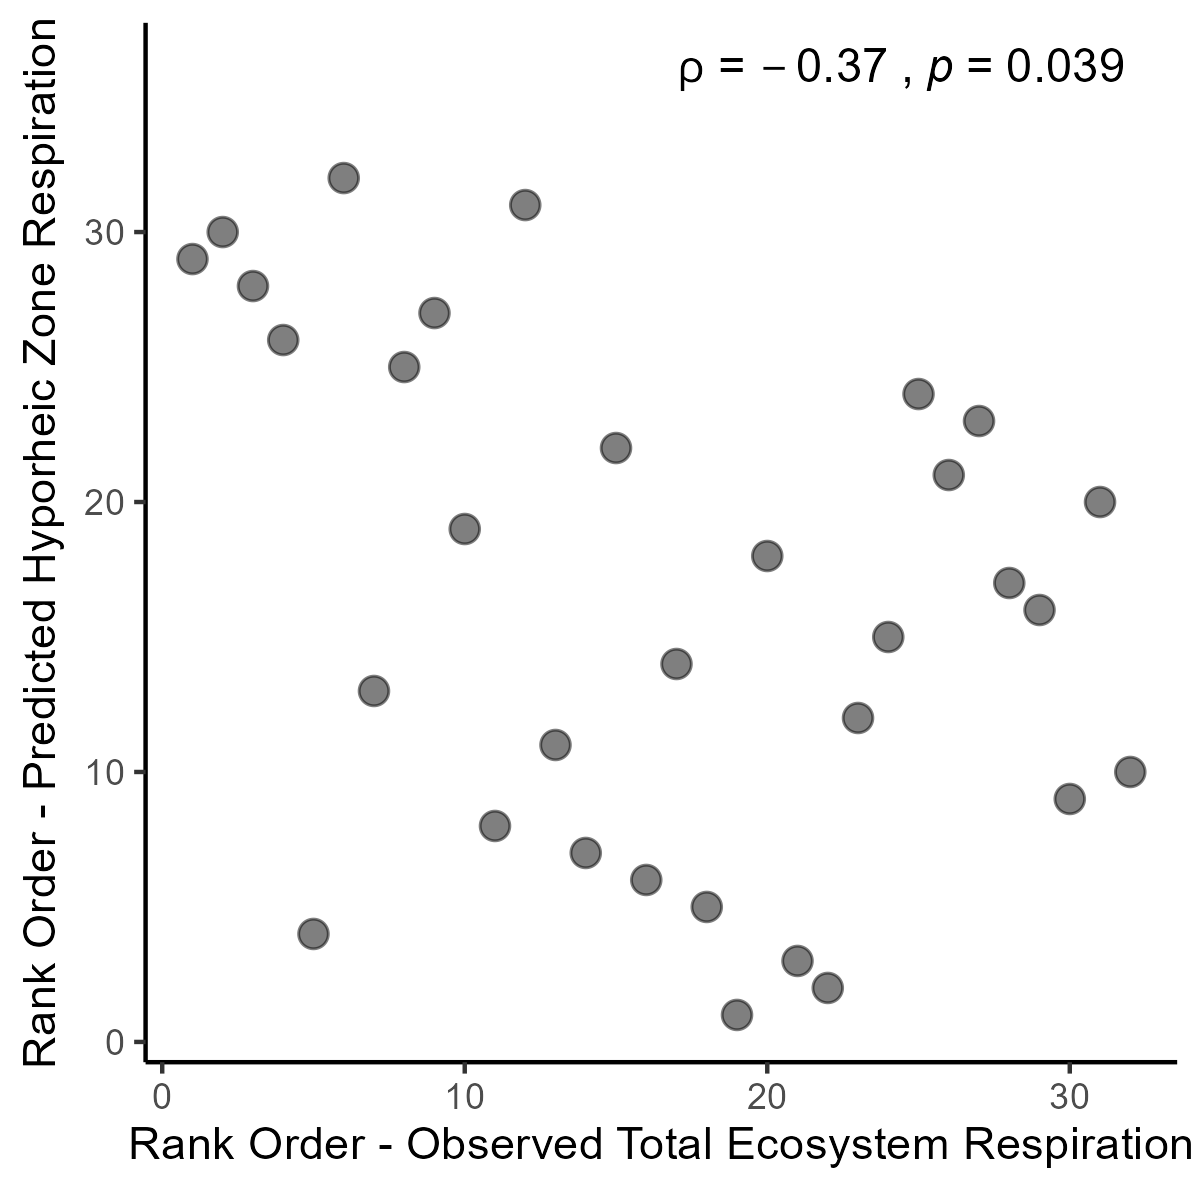 ρ = − 0.37 , p = 0.039
Rank Order - Predicted Hyporheic Zone Respiration
30
20
10
0
0 10 20 30
Rank Order - Observed Total Ecosystem Respiration